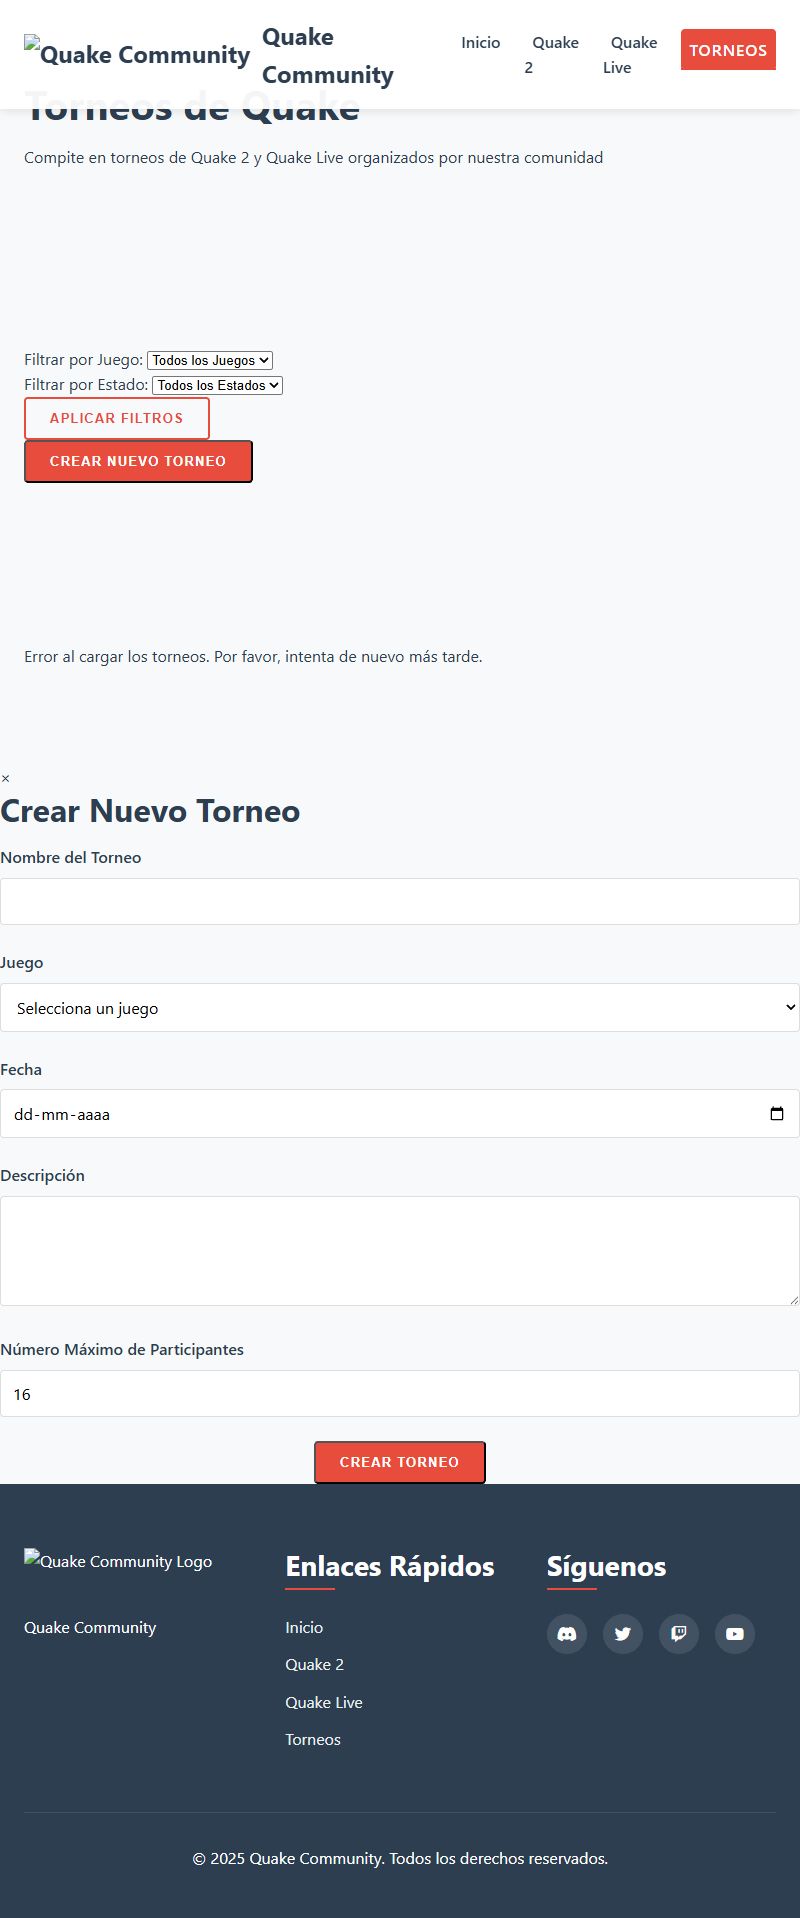 Quake Community
Quake
Community
Inicio
Quake
2
Quake
Live
TORNEOS
Torneos de Quake
Compite en torneos de Quake 2 y Quake Live organizados por nuestra comunidad
Filtrar por Juego: Todos los Juegos
Filtrar por Estado: Todos los Estados
APLICAR FILTROS
CREAR NUEVO TORNEO
Error al cargar los torneos. Por favor, intenta de nuevo más tarde.
×
Crear Nuevo Torneo
Nombre del Torneo
Juego
Selecciona un juego
Fecha
dd-mm-aaaa
Descripción
Número Máximo de Participantes
16
CREAR TORNEO
Quake Community Logo
Quake Community
Enlaces Rápidos
Inicio
Quake 2
Quake Live
Torneos
Síguenos
© 2025 Quake Community. Todos los derechos reservados.